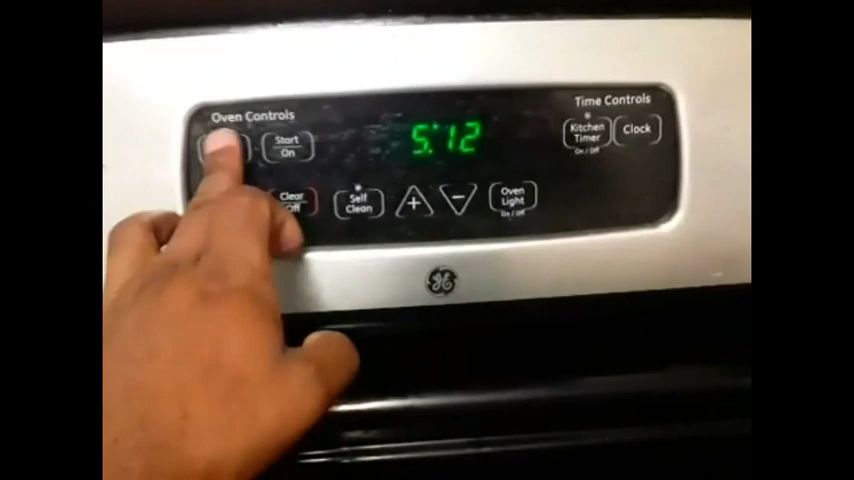 Oven Controls
Time Controls
Start
On
5:12
Kitchen
Timer
On / Off
Clock
Clear
Off
Self
Clean
+
−
Oven
Light
On / Off
GE